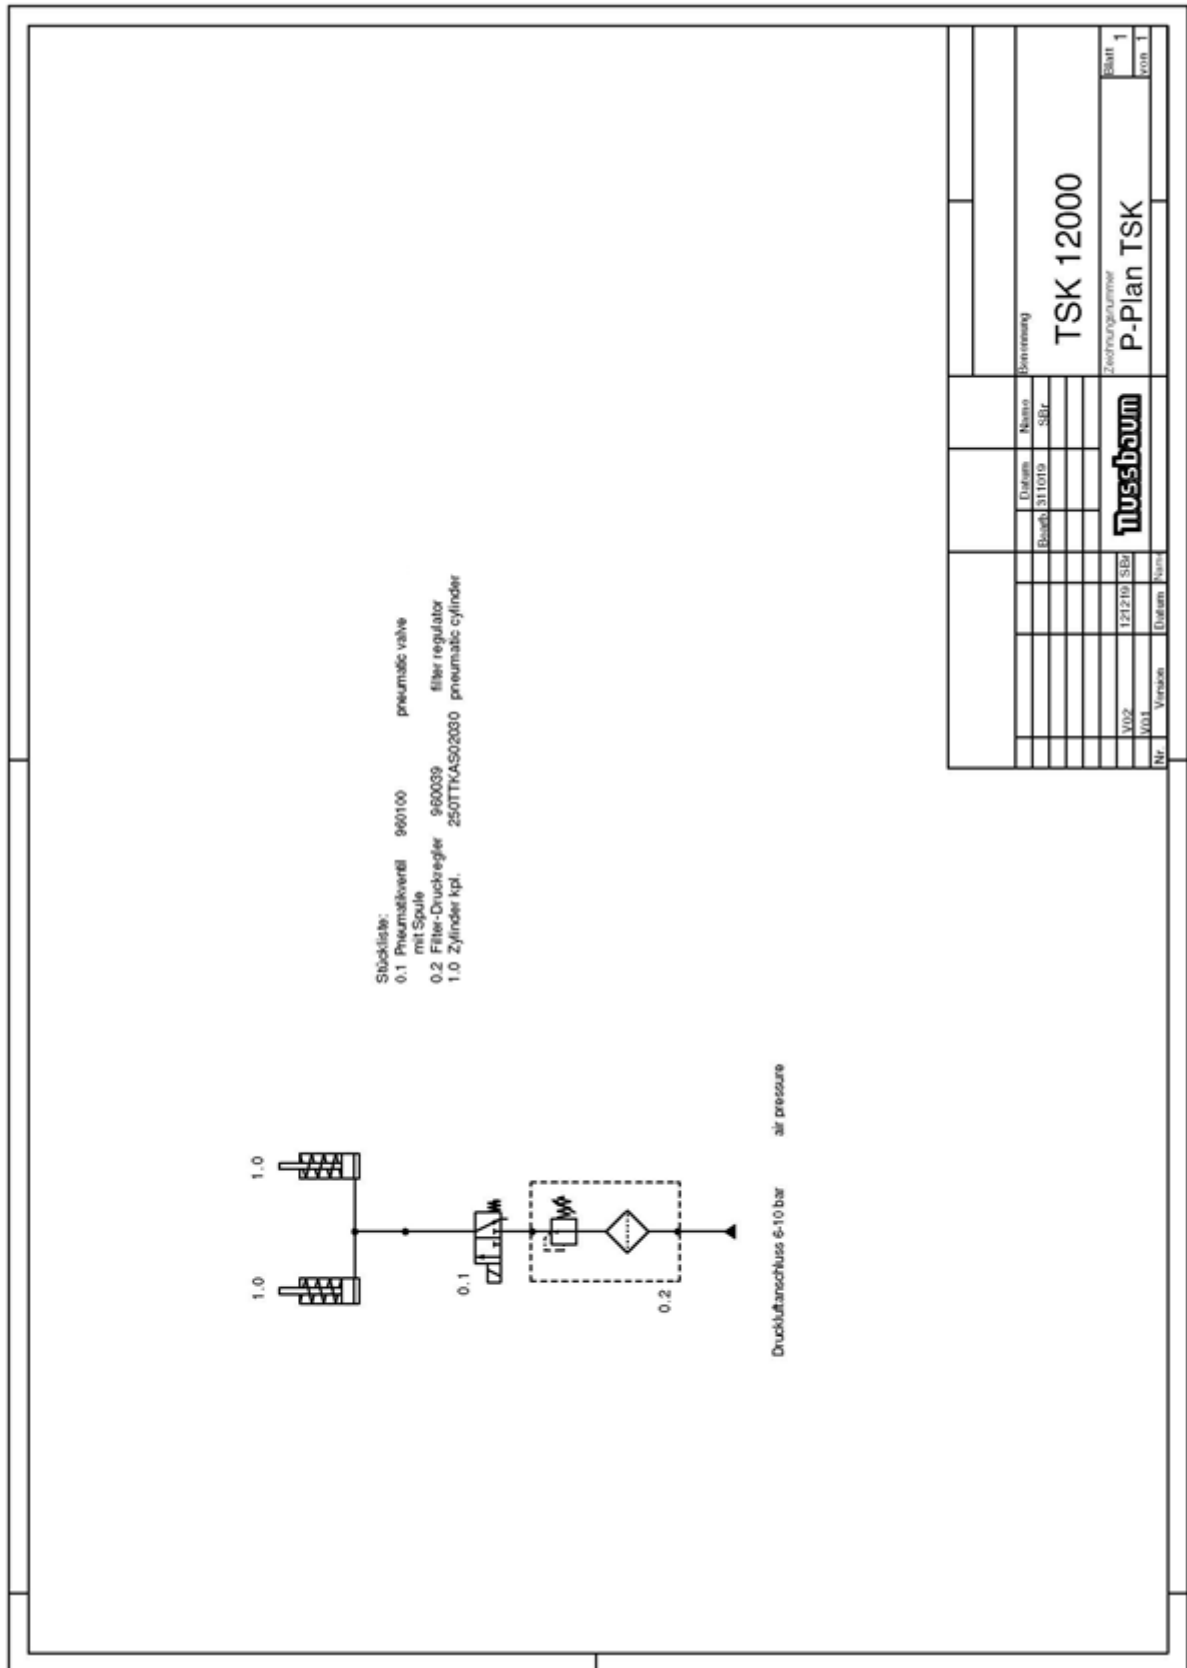 1.0
1.0
0.1
0.2
Druckluftanschluss 6-10 bar air pressure
Stückliste:
0.1 Pneumatikventil 960100 pneumatic valve
mit Spule
0.2 Filter-Druckregler 960039 filter regulator
1.0 Zylinder kpl. 250TTKAS02030 pneumatic cylinder
Datum Name Benennung
Bearb. 311019 SBr
TSK 12000
V02 121219 SBr
V01
Nr. Version Datum Name
Nussbaum
Zeichnungsnummer
P-Plan TSK
Blatt 1
von 1